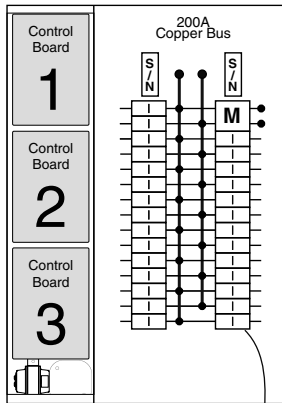 Control
Board
1
Control
Board
2
Control
Board
3
200A
Copper Bus
S/N
S/N
M